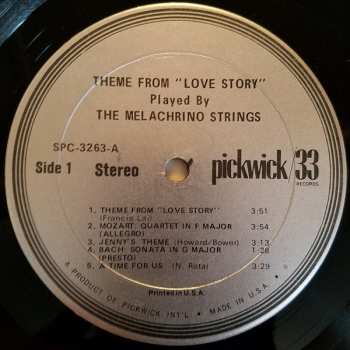 THEME FROM "LOVE STORY"
Played By
THE MELACHRINO STRINGS
SPC-3263-A
Side 1 Stereo
pickwick/33
RECORDS
1. THEME FROM "LOVE STORY" 3:51
(Francis Lai)
2. MOZART: QUARTET IN F MAJOR 3:54
(ALLEGRO)
3. JENNY'S THEME (Howard/Bower) 3:13
4. BACH: SONATA IN G MAJOR 2:38
(PRESTO)
5. A TIME FOR US (N. Rota) 3:29
Printed in U.S.A.
A PRODUCT OF PICKWICK INT'L • MADE IN U.S.A.